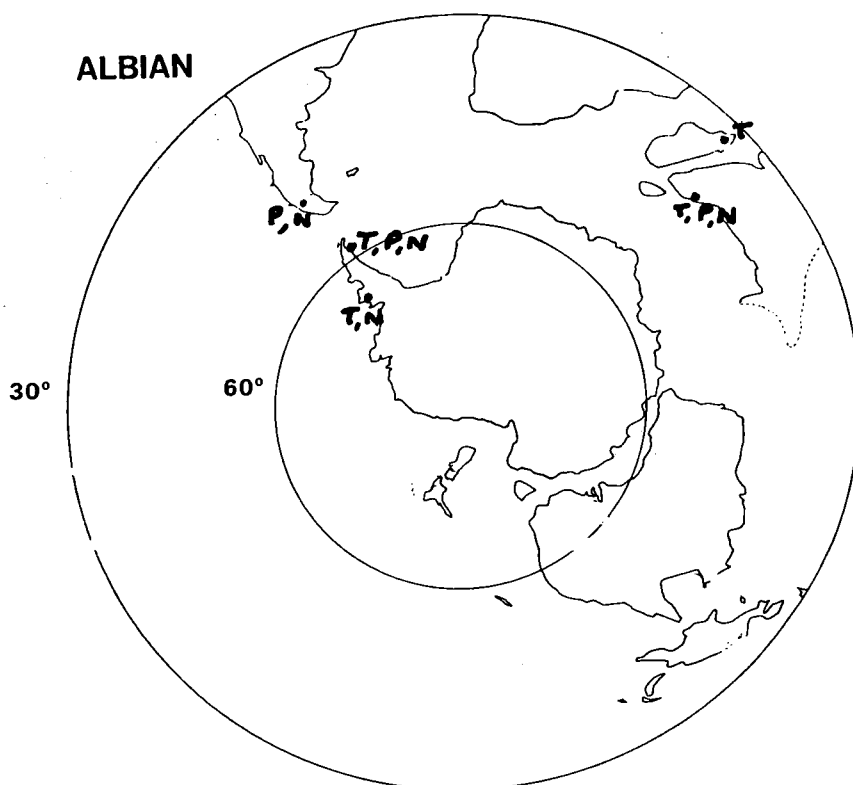 ALBIAN
T
P, N
T, P, N
T, P, N
T, N
30°
60°